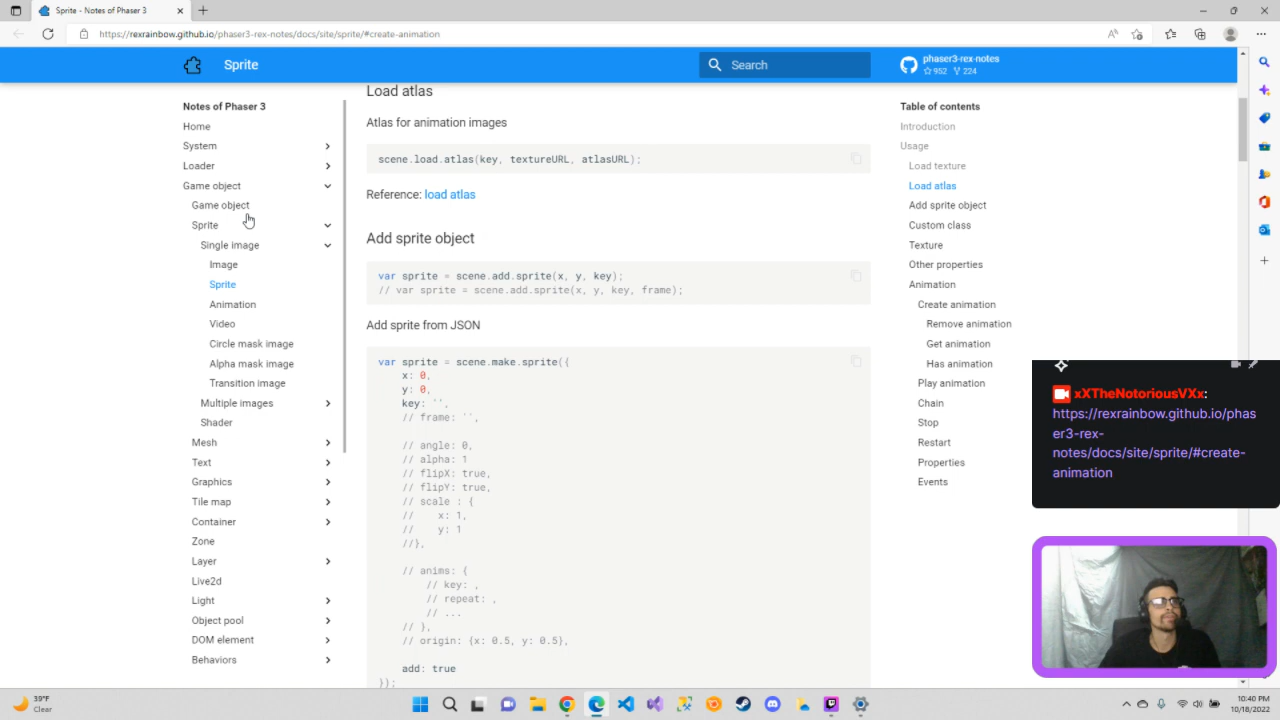 Sprite - Notes of Phaser 3
https://rexrainbow.github.io/phaser3-rex-notes/docs/site/sprite/#create-animation
Sprite
Search
phaser3-rex-notes
952 224
Notes of Phaser 3
Home
System
Loader
Game object
Game object
Sprite
Single image
Image
Sprite
Animation
Video
Circle mask image
Alpha mask image
Transition image
Multiple images
Shader
Mesh
Text
Graphics
Tile map
Container
Zone
Layer
Live2d
Light
Object pool
DOM element
Behaviors
Load atlas
Atlas for animation images
scene.load.atlas(key, textureURL, atlasURL);
Reference: load atlas
Add sprite object
var sprite = scene.add.sprite(x, y, key);
// var sprite = scene.add.sprite(x, y, key, frame);
Add sprite from JSON
var sprite = scene.make.sprite({
x: 0,
y: 0,
key: '',
// frame: '',
// angle: 0,
// alpha: 1
// flipX: true,
// flipY: true,
// scale : {
//    x: 1,
//    y: 1
//},
// anims: {
// key: ,
// repeat: ,
// ...
// },
// origin: {x: 0.5, y: 0.5},
add: true
});
Table of contents
Introduction
Usage
Load texture
Load atlas
Add sprite object
Custom class
Texture
Other properties
Animation
Create animation
Remove animation
Get animation
Has animation
Play animation
Chain
Stop
Restart
Properties
Events
xXTheNotoriousVXx:
https://rexrainbow.github.io/phas
er3-rex-
notes/docs/site/sprite/#create-
animation
39°F
Clear
10:40 PM
10/18/2022